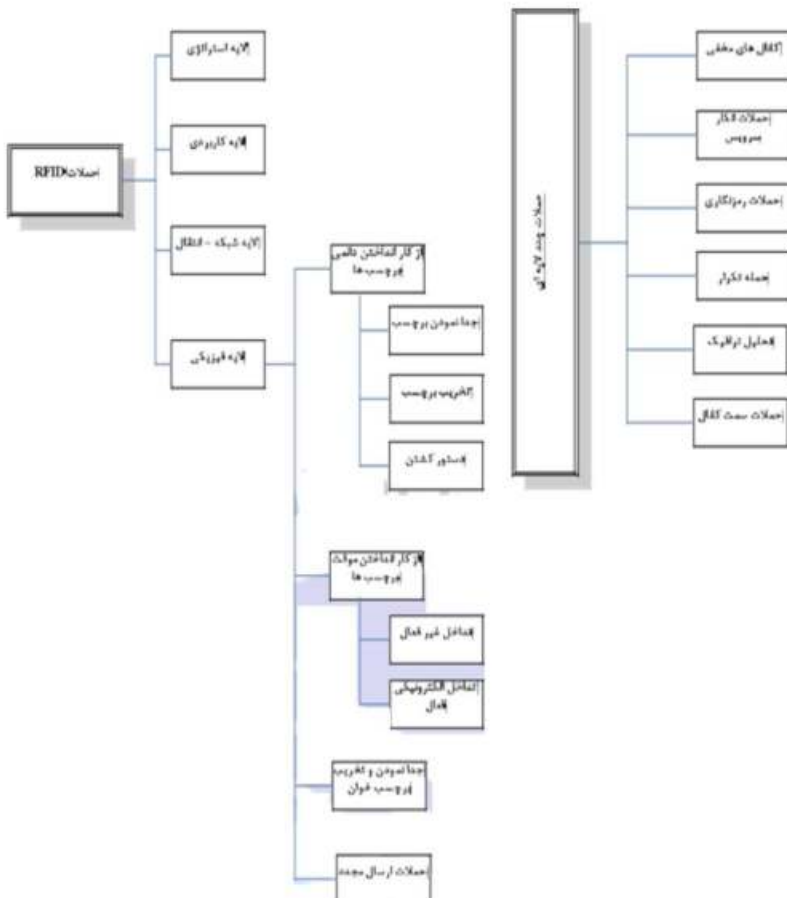 حملات RFID
لایه استراتژی
لایه کاربردی
لایه شبکه - انتقال
لایه فیزیکی
از کار انداختن دائمی
برچسب ها
جدا نمودن برچسب
تخریب برچسب
دستور کشتن
از کار انداختن موقت
برچسب ها
تداخل غیر فعال
تداخل الکترونیکی
فعال
جدا نمودن و تخریب
برچسب خوان
حملات ارسال مجدد
حملات چند لایه ای
کانال های مخفی
حملات انکار
سرویس
حملات رمزنگاری
حمله تکرار
تحلیل ترافیک
حملات سمت کانال